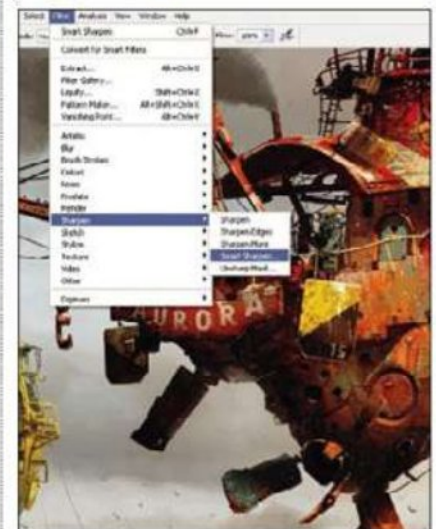 Select Filter Analysis View Window Help
Smart Sharpen Ctrl+F
Convert for Smart Filters
Extract... Alt+Ctrl+X
Filter Gallery...
Liquify... Shift+Ctrl+X
Pattern Maker... Alt+Shift+Ctrl+X
Vanishing Point... Alt+Ctrl+V
Artistic
Blur
Brush Strokes
Distort
Noise
Pixelate
Render
Sharpen
Sketch
Stylize
Texture
Video
Other
Digimarc
Sharpen
Sharpen Edges
Sharpen More
Smart Sharpen...
Unsharp Mask...
AURORA
15